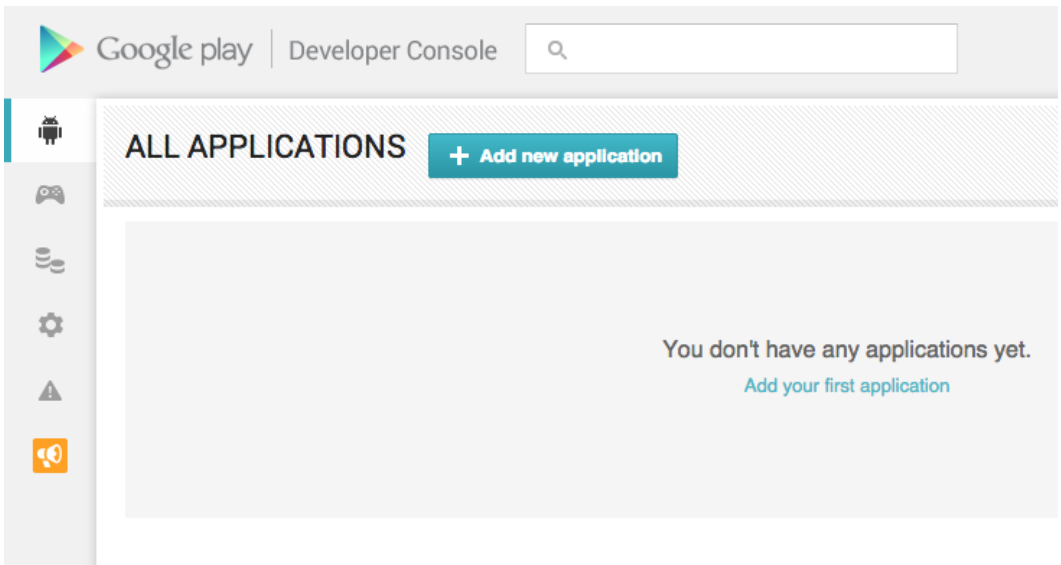 Google play | Developer Console
ALL APPLICATIONS
+ Add new application
You don't have any applications yet.
Add your first application